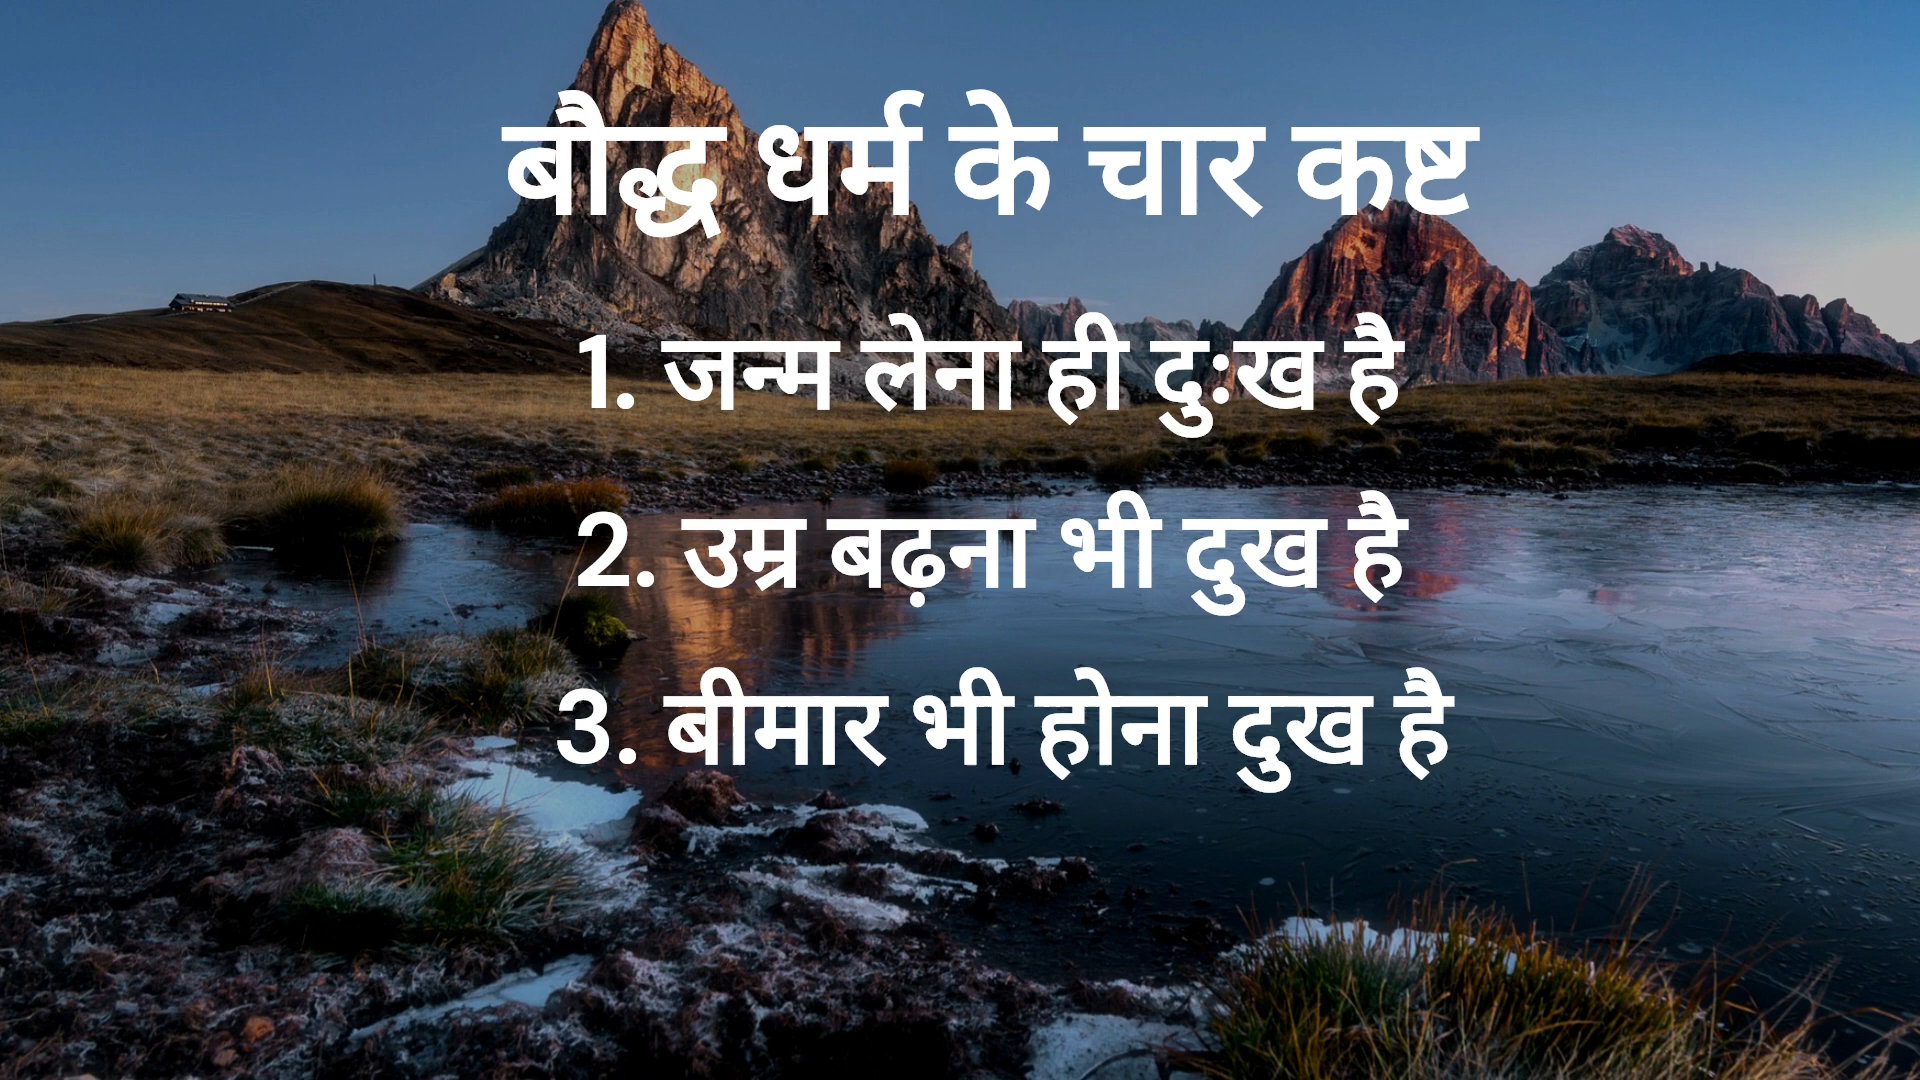 बौद्ध धर्म के चार कष्ट
1. जन्म लेना ही दुःख है
2. उम्र बढ़ना भी दुख है
3. बीमार भी होना दुख है